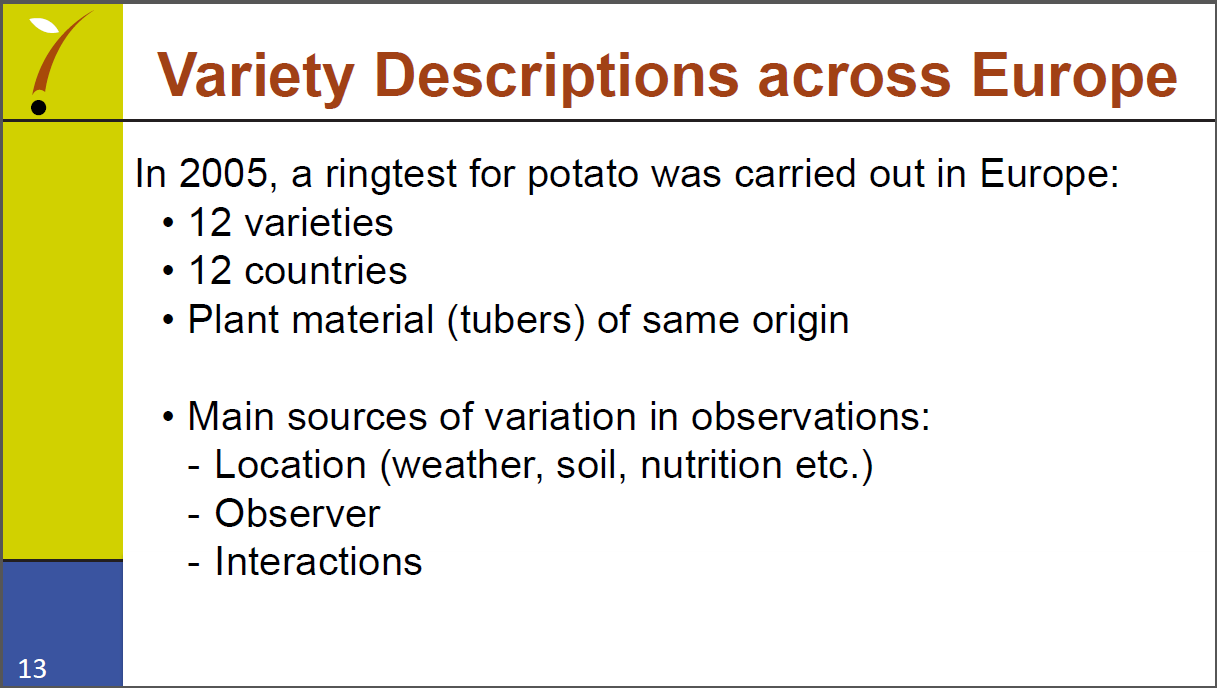 Variety Descriptions across Europe
In 2005, a ringtest for potato was carried out in Europe:
• 12 varieties
• 12 countries
• Plant material (tubers) of same origin
• Main sources of variation in observations:
- Location (weather, soil, nutrition etc.)
- Observer
- Interactions
13